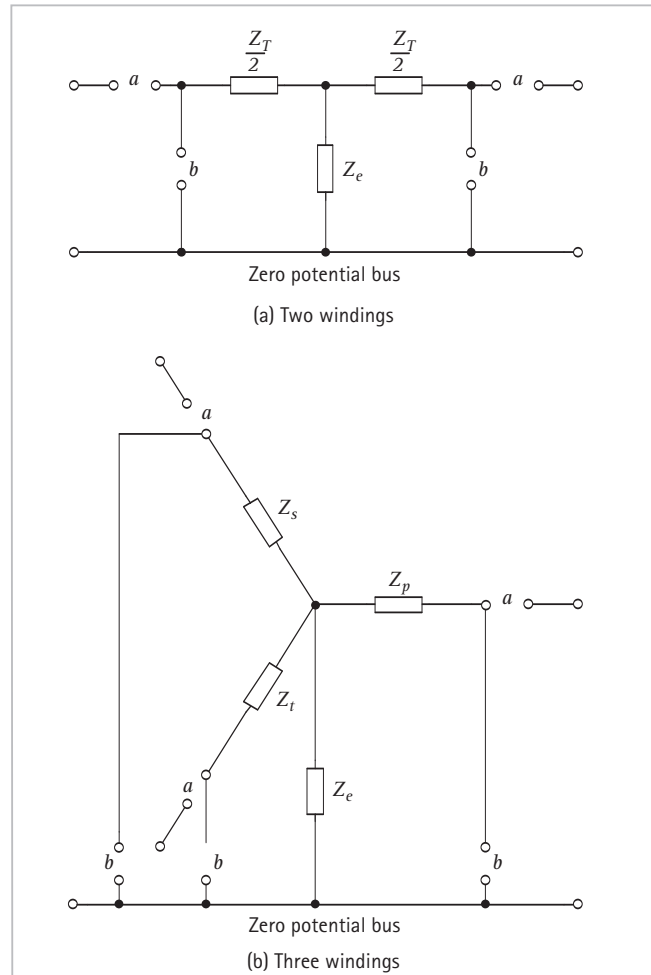 Z_T/2 Z_T/2
a a
b Z_e b
Zero potential bus
(a) Two windings
a
Z_s
Z_p
a
Z_t
a
Z_e
b b b
Zero potential bus
(b) Three windings